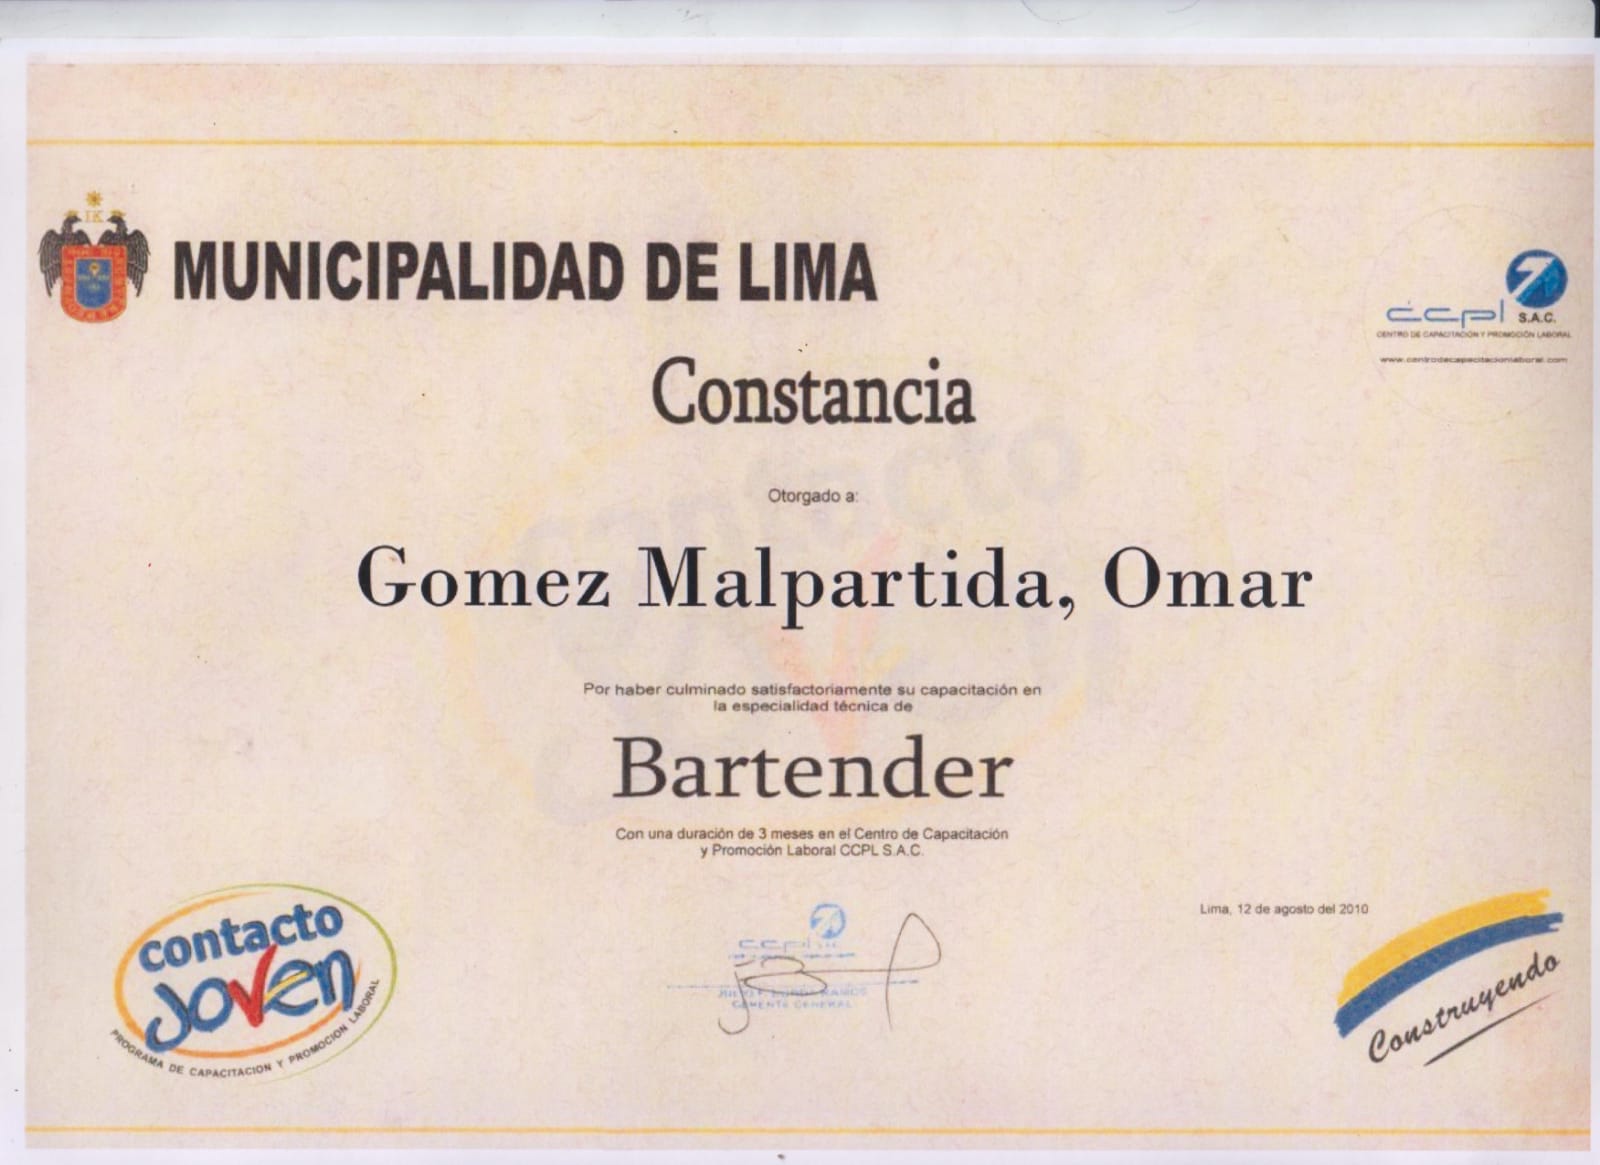 IK
MUNICIPALIDAD DE LIMA
ccpl S.A.C.
CENTRO DE CAPACITACIÓN Y PROMOCIÓN LABORAL
www.centrodecapacitacionlaboral.com
Constancia
Otorgado a:
Gomez Malpartida, Omar
Por haber culminado satisfactoriamente su capacitación en
la especialidad técnica de
Bartender
Con una duración de 3 meses en el Centro de Capacitación
y Promoción Laboral CCPL S.A.C.
Lima, 12 de agosto del 2010
contacto
joven
PROGRAMA DE CAPACITACION Y PROMOCION LABORAL
RAMOS
GERENTE GENERAL
Construyendo